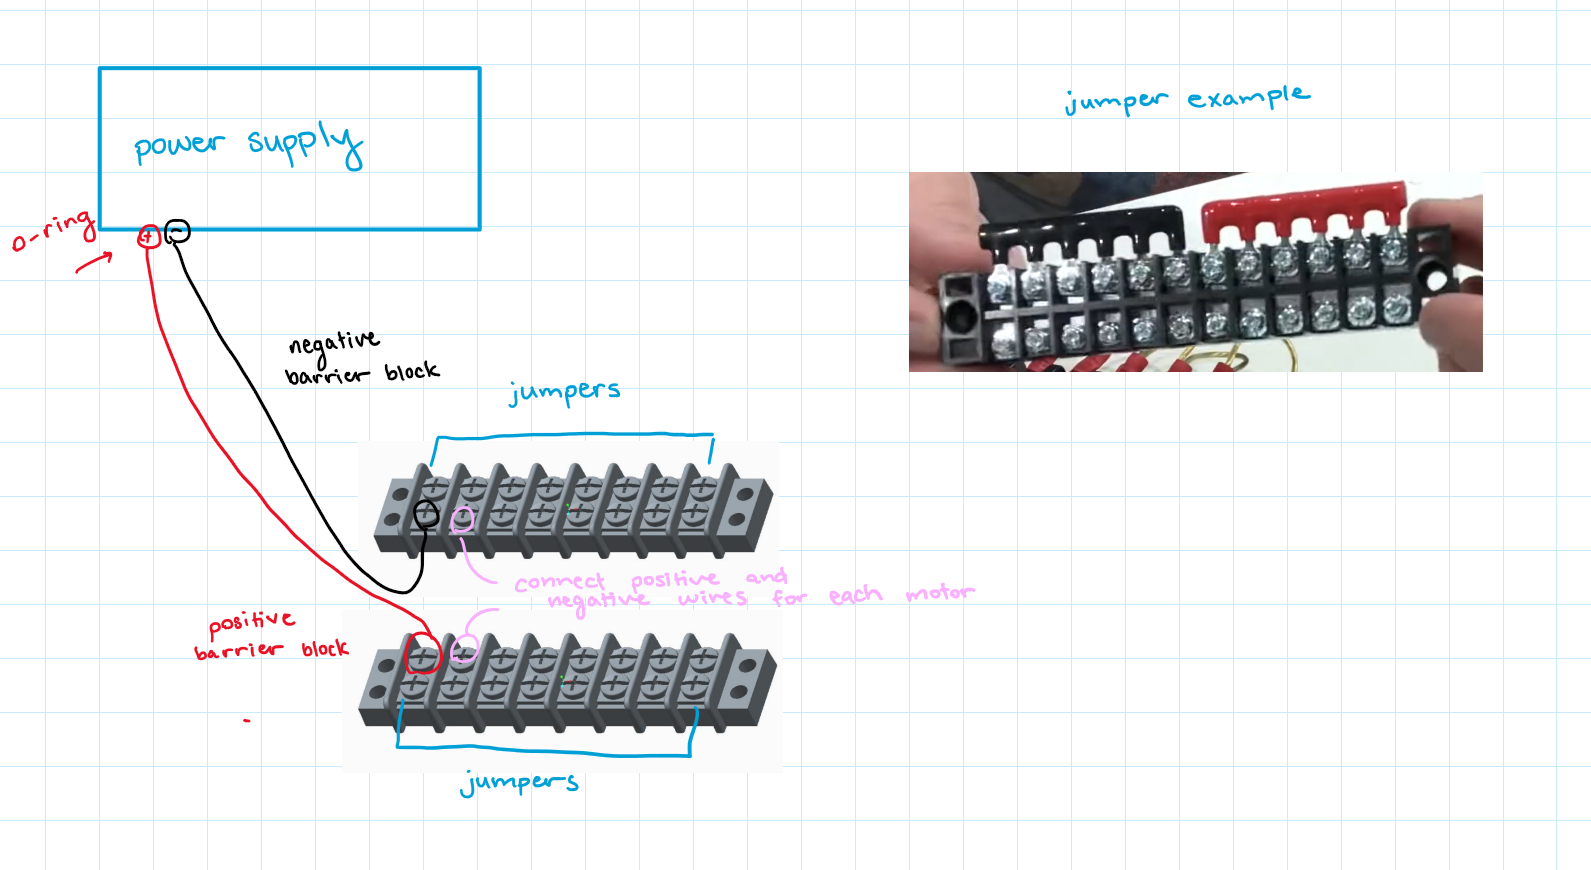 power supply
o-ring
+
-
negative
barrier block
jumpers
connect positive and
negative wires for each motor
positive
barrier block
jumpers
jumper example